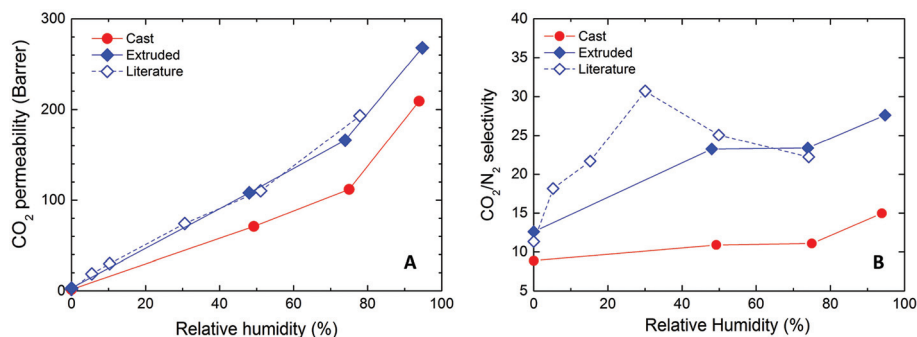 300
200
100
0
0
20
40
60
80
100
CO2 permeability (Barrer)
Relative humidity (%)
Cast
Extruded
Literature
A
40
35
30
25
20
15
10
5
0
20
40
60
80
100
CO2/N2 selectivity
Relative Humidity (%)
Cast
Extruded
Literature
B